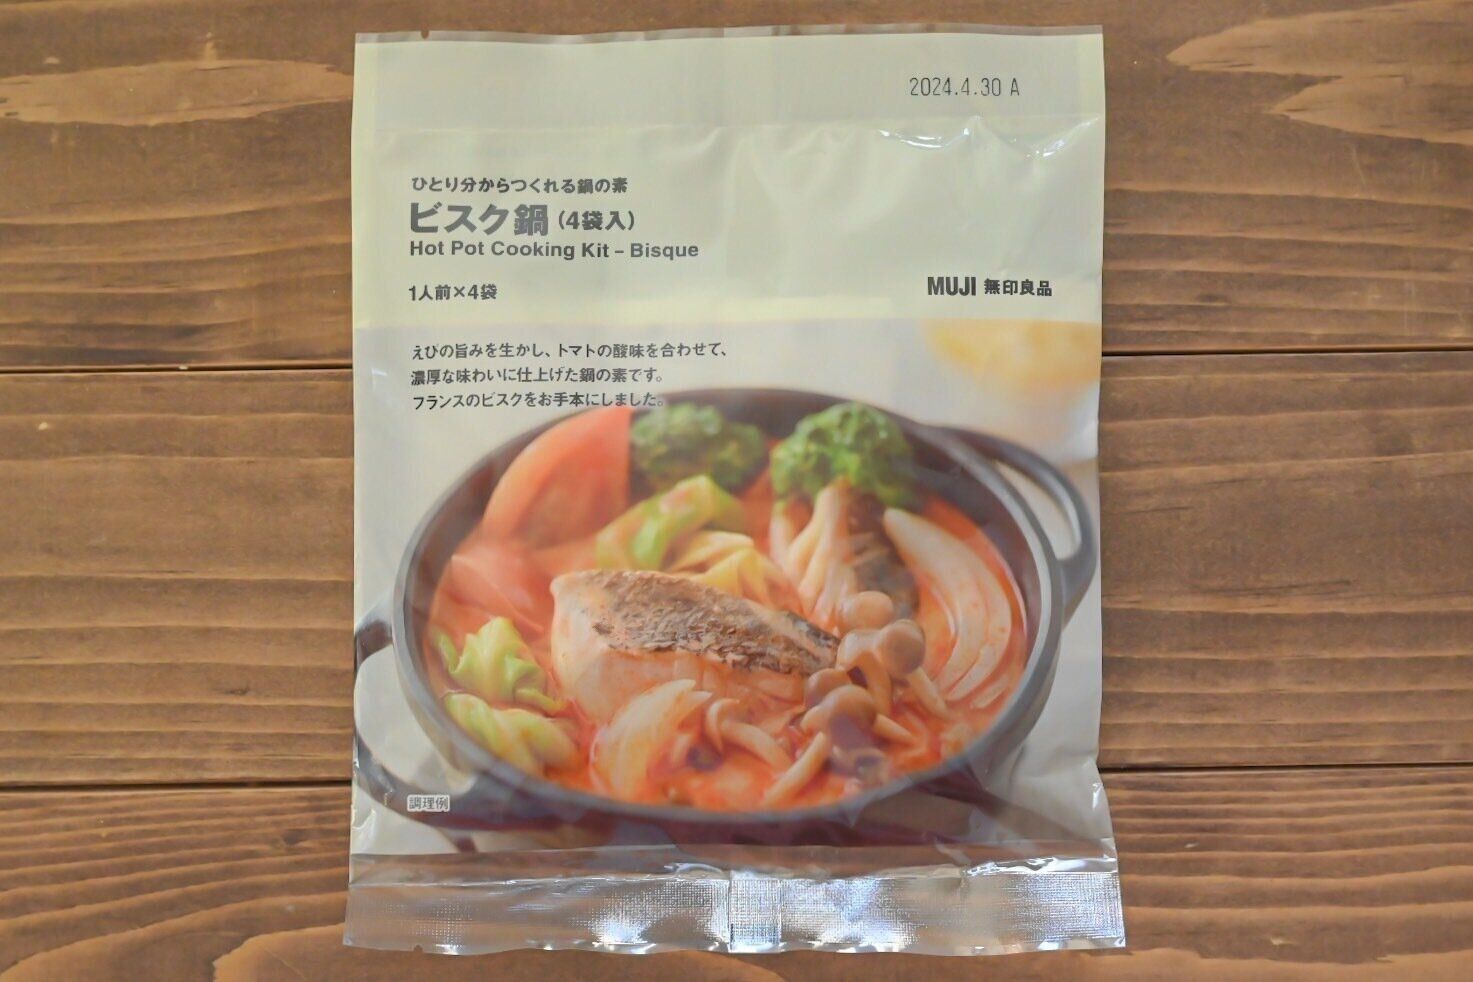 2024.4.30 A
ひとり分からつくれる鍋の素
ビスク鍋(4袋入)
Hot Pot Cooking Kit – Bisque
1人前×4袋
MUJI 無印良品
えびの旨みを生かし、トマトの酸味を合わせて、
濃厚な味わいに仕上げた鍋の素です。
フランスのビスクをお手本にしました。
調理例